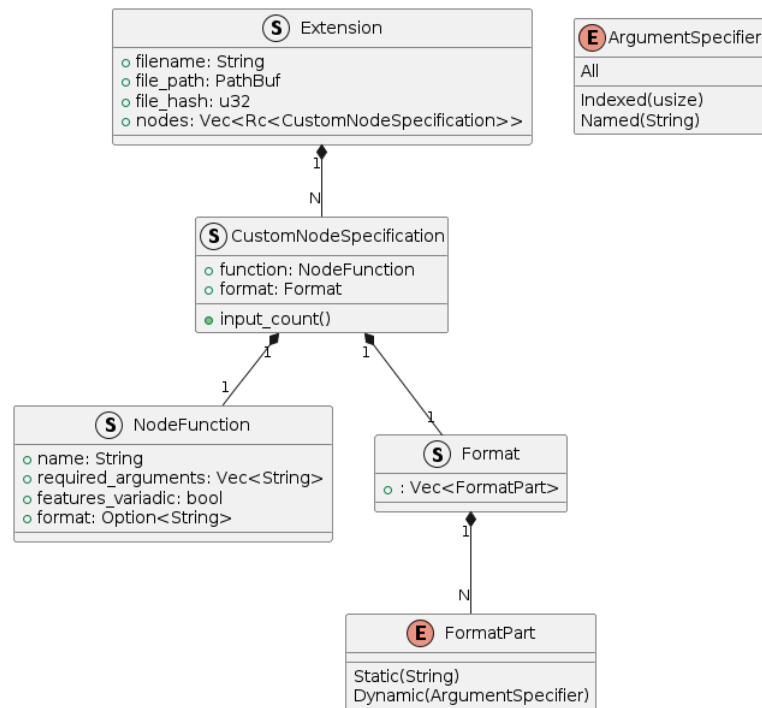 S Extension
filename: String
file_path: PathBuf
file_hash: u32
nodes: Vec<Rc<CustomNodeSpecification>>
E ArgumentSpecifier
All
Indexed(usize)
Named(String)
1
N
S CustomNodeSpecification
function: NodeFunction
format: Format
input_count()
1
1
1
1
S NodeFunction
name: String
required_arguments: Vec<String>
features_variadic: bool
format: Option<String>
S Format
: Vec<FormatPart>
1
N
E FormatPart
Static(String)
Dynamic(ArgumentSpecifier)